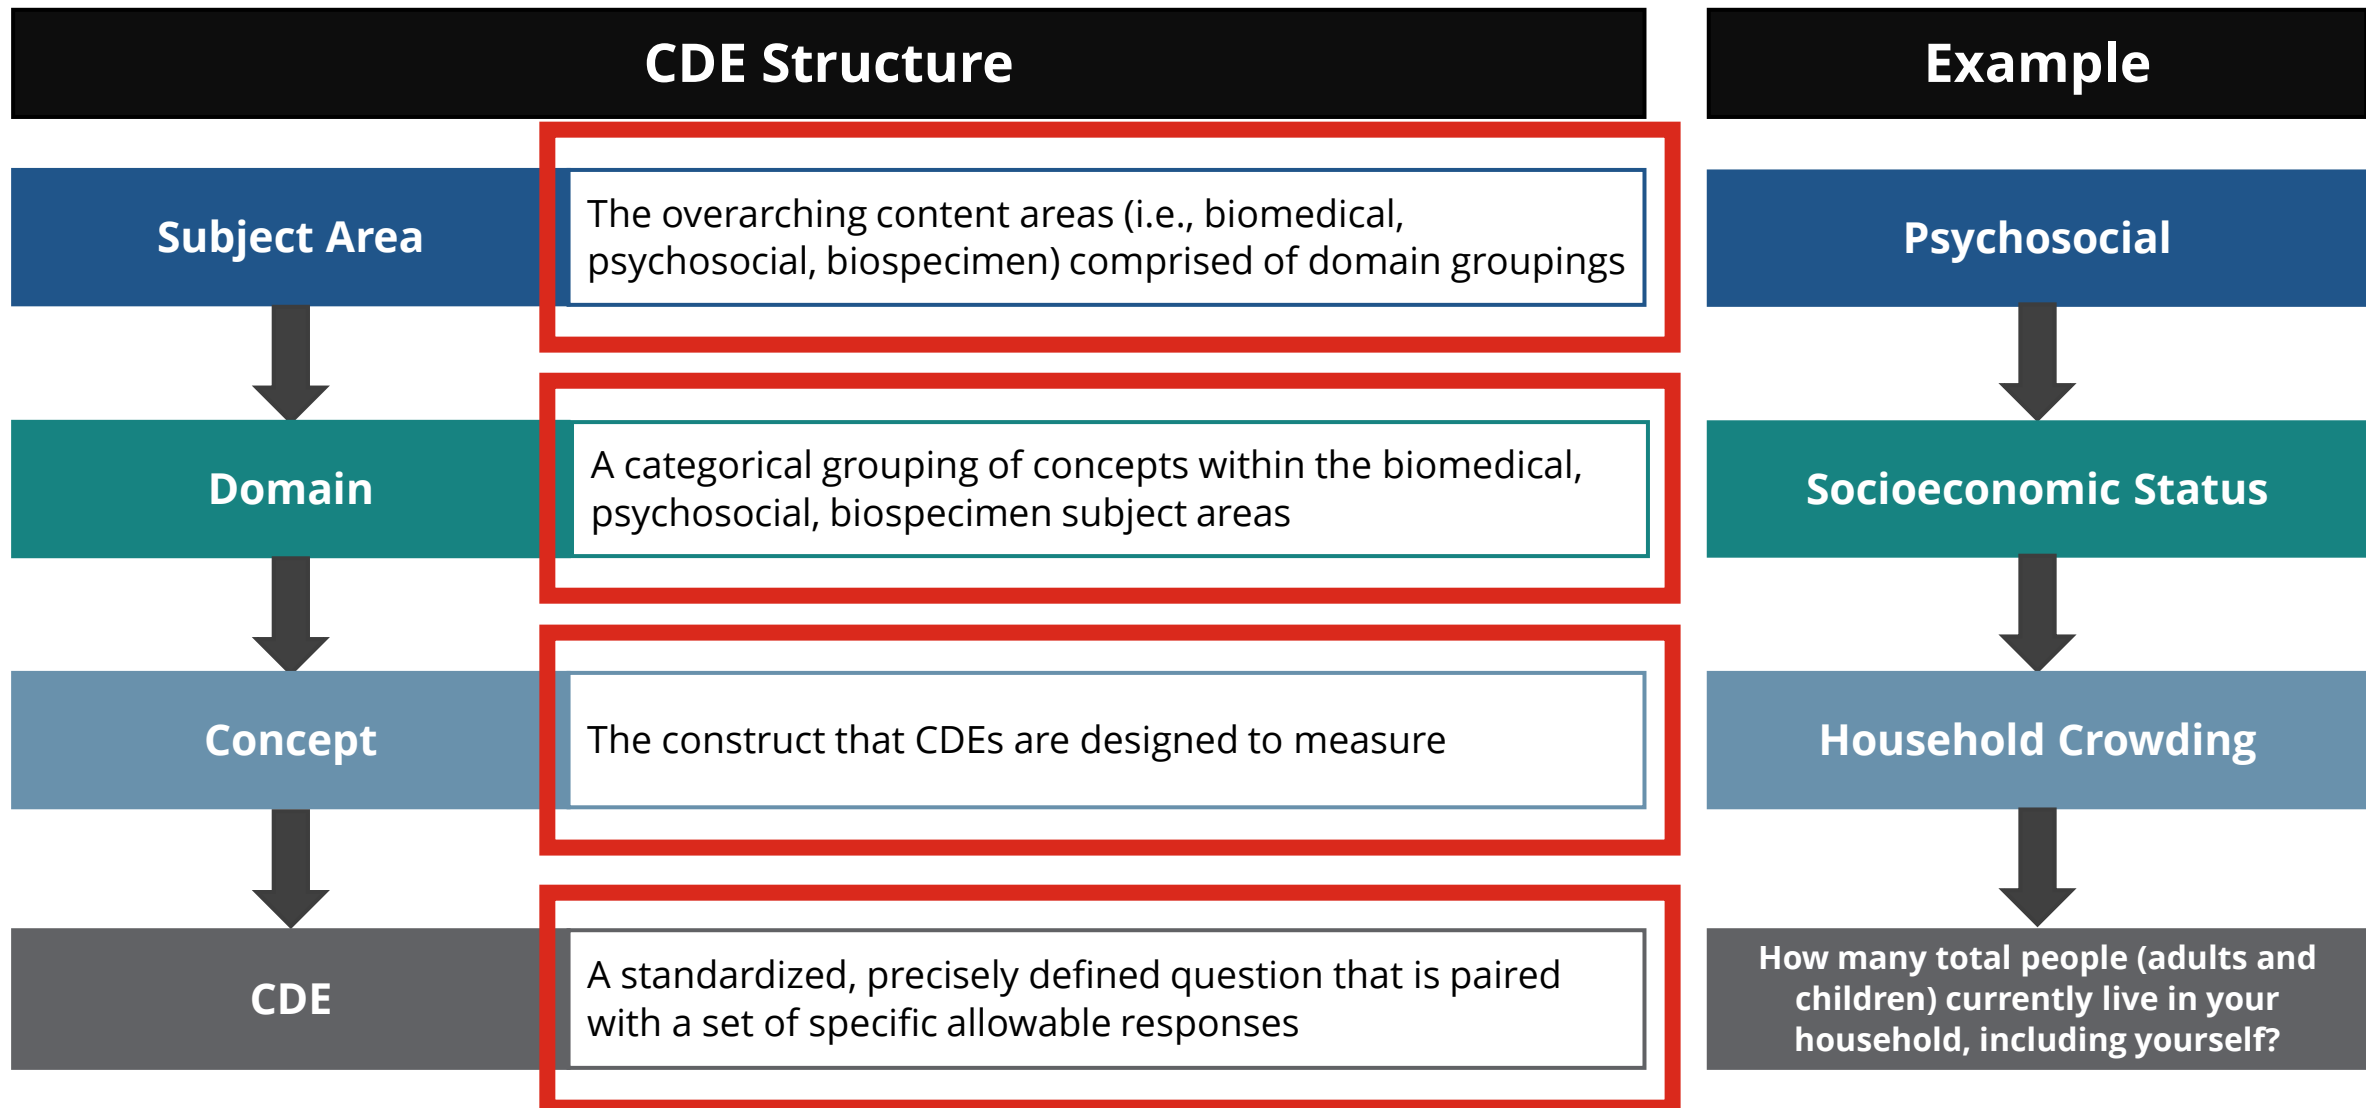 CDE Structure
Example
Subject Area
The overarching content areas (i.e., biomedical,
psychosocial, biospecimen) comprised of domain groupings
Psychosocial
Domain
A categorical grouping of concepts within the biomedical,
psychosocial, biospecimen subject areas
Socioeconomic Status
Concept
The construct that CDEs are designed to measure
Household Crowding
CDE
A standardized, precisely defined question that is paired
with a set of specific allowable responses
How many total people (adults and
children) currently live in your
household, including yourself?